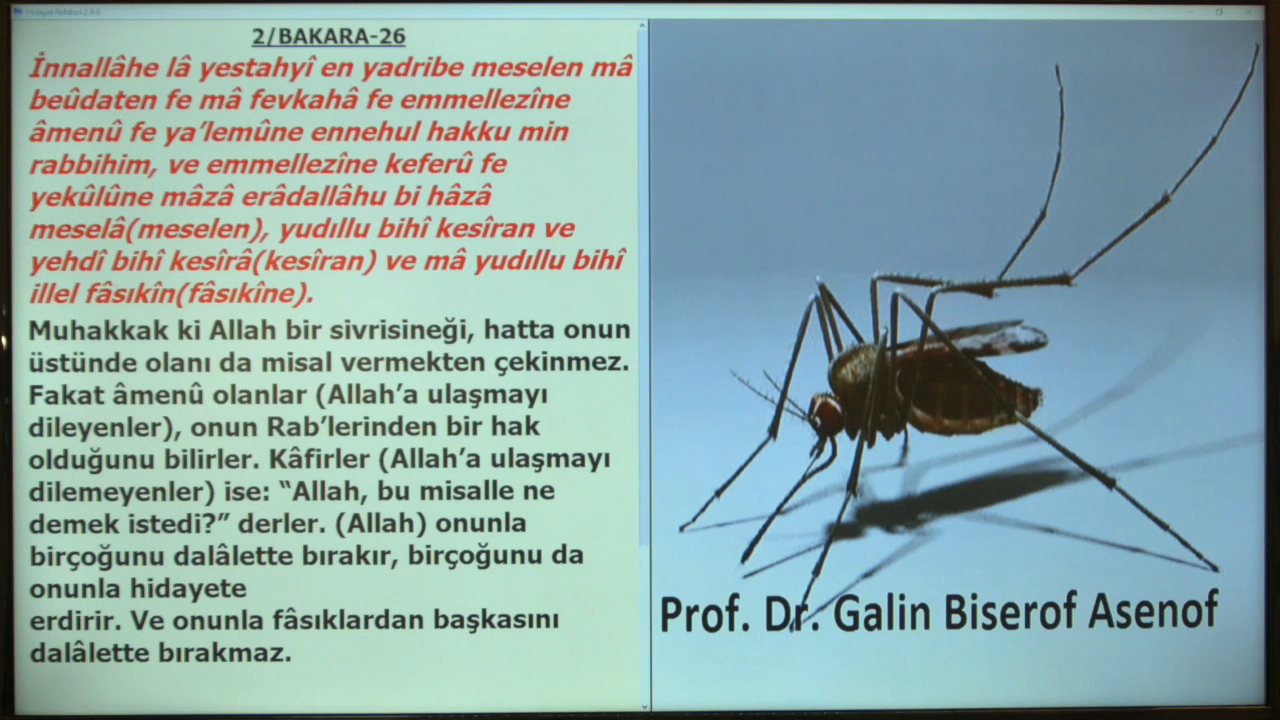 Hidayet Rehberi 2.9.6
2/BAKARA-26
İnnallâhe lâ yestahyî en yadribe meselen mâ
beûdaten fe mâ fevkahâ fe emmellezîne
âmenû fe ya’lemûne ennehul hakku min
rabbihim, ve emmellezîne keferû fe
yekûlûne mâzâ erâdallâhu bi hâzâ
meselâ(meselen), yudıllu bihî kesîran ve
yehdî bihî kesîrâ(kesîran) ve mâ yudıllu bihî
illel fâsıkîn(fâsıkîne).
Muhakkak ki Allah bir sivrisineği, hatta onun
üstünde olanı da misal vermekten çekinmez.
Fakat âmenû olanlar (Allah’a ulaşmayı
dileyenler), onun Rab’lerinden bir hak
olduğunu bilirler. Kâfirler (Allah’a ulaşmayı
dilemeyenler) ise: “Allah, bu misalle ne
demek istedi?” derler. (Allah) onunla
birçoğunu dalâlette bırakır, birçoğunu da
onunla hidayete
erdirir. Ve onunla fâsıklardan başkasını
dalâlette bırakmaz.
Prof. Dr. Galin Biserof Asenof